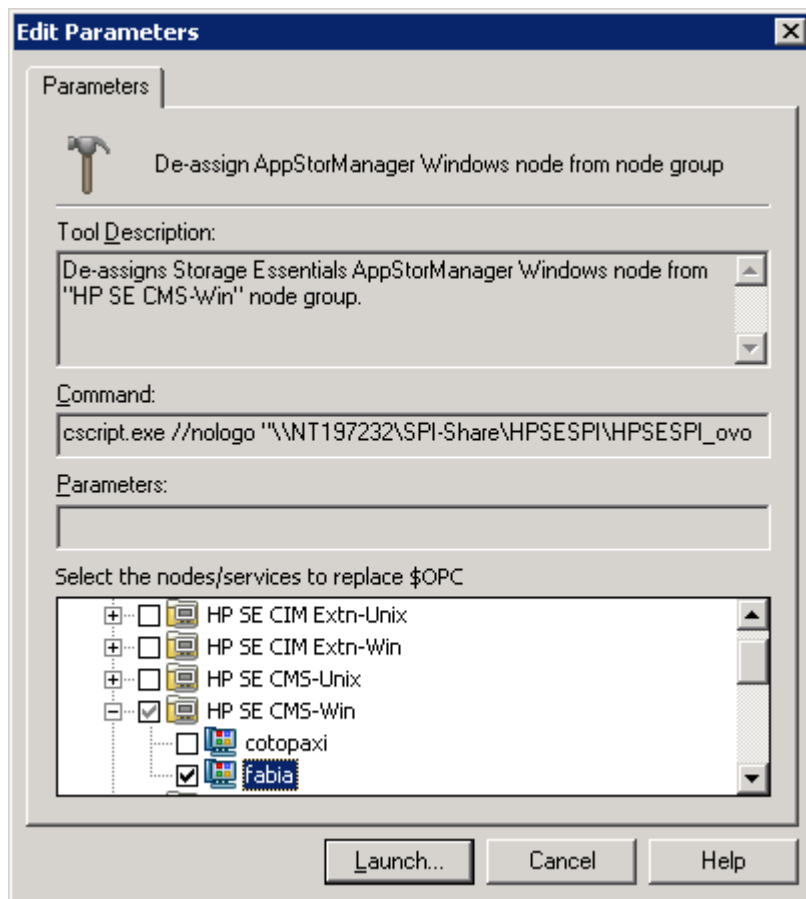 Edit Parameters
Parameters
De-assign AppStorManager Windows node from node group
Tool Description:
De-assigns Storage Essentials AppStorManager Windows node from
"HP SE CMS-Win" node group.
Command:
cscript.exe //nologo "\\NT197232\SPI-Share\HPSESPI\HPSESPI_ovo
Parameters:
Select the nodes/services to replace $OPC
HP SE CIM Extn-Unix
HP SE CIM Extn-Win
HP SE CMS-Unix
HP SE CMS-Win
cotopaxi
fabia
Launch... Cancel Help